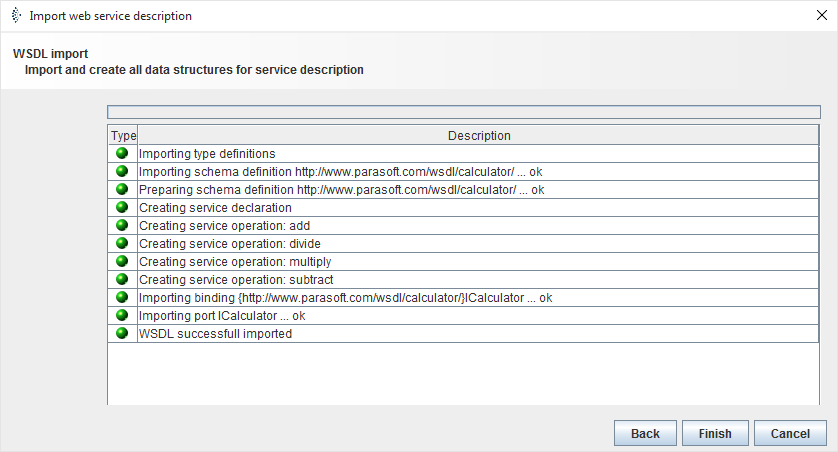 Import web service description
WSDL import
Import and create all data structures for service description
Type Description
Importing type definitions
Importing schema definition http://www.parasoft.com/wsdl/calculator/ ... ok
Preparing schema definition http://www.parasoft.com/wsdl/calculator/ ... ok
Creating service declaration
Creating service operation: add
Creating service operation: divide
Creating service operation: multiply
Creating service operation: subtract
Importing binding {http://www.parasoft.com/wsdl/calculator/}ICalculator ... ok
Importing port ICalculator ... ok
WSDL successfull imported
Back Finish Cancel